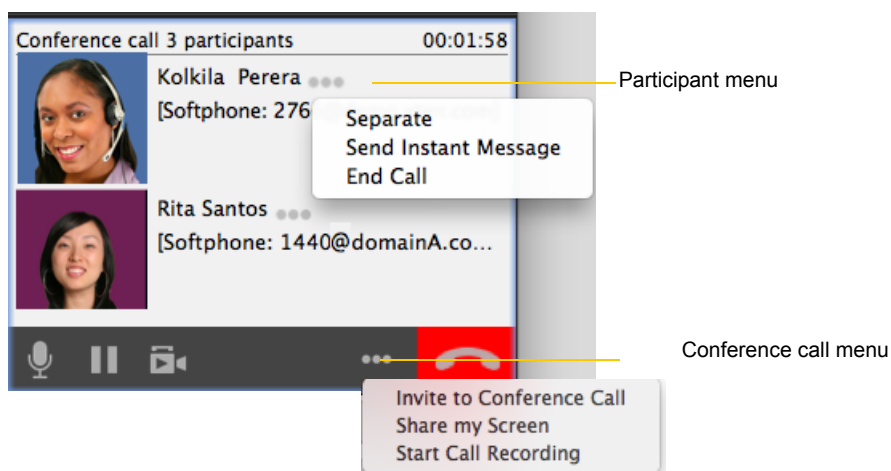 Conference call 3 participants 00:01:58
Kolkila Perera
Participant menu
[Softphone: 276
Separate
Send Instant Message
End Call
Rita Santos
[Softphone: 1440@domainA.co...
Conference call menu
Invite to Conference Call
Share my Screen
Start Call Recording